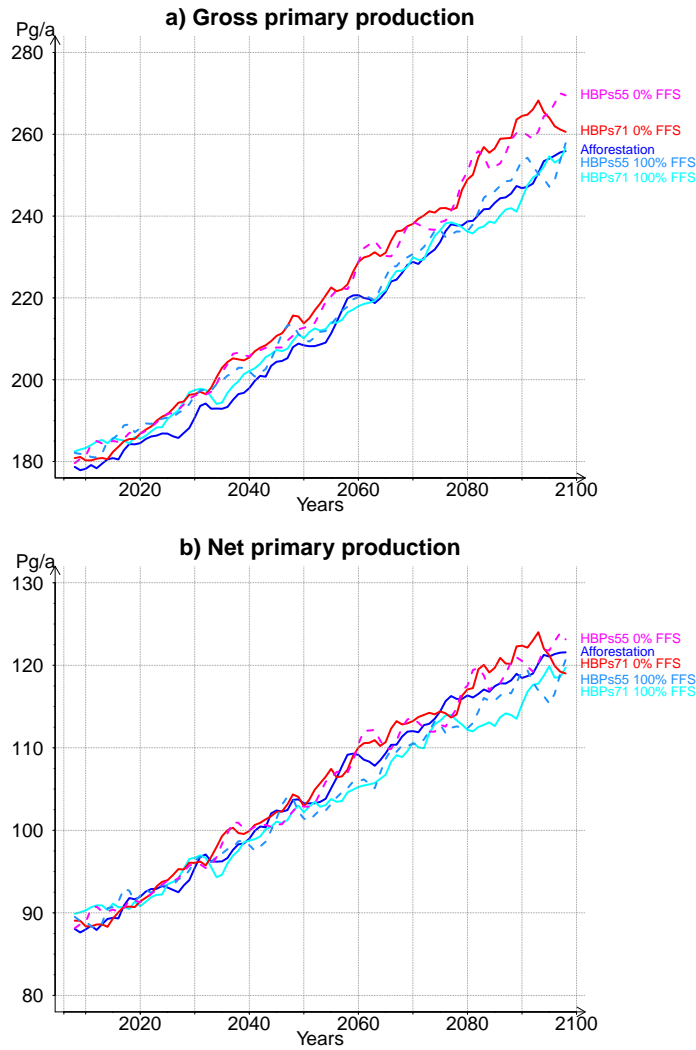 a) Gross primary production
Pg/a
280
260
240
220
200
180
2020 2040 2060 2080 2100
Years
HBPs55 0% FFS
HBPs71 0% FFS
Afforestation
HBPs55 100% FFS
HBPs71 100% FFS
b) Net primary production
Pg/a
130
120
110
100
90
80
2020 2040 2060 2080 2100
Years
HBPs55 0% FFS
Afforestation
HBPs71 0% FFS
HBPs55 100% FFS
HBPs71 100% FFS